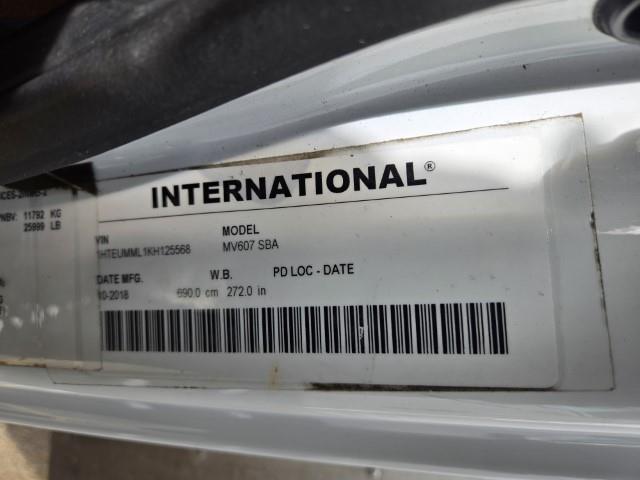 INTERNATIONAL®
PNBV: 11792 KG
25999 LB
VIN MODEL
1HTEUMML1KH125568 MV607 SBA
DATE MFG. W.B. PD LOC - DATE
10-2018 690.0 cm 272.0 in